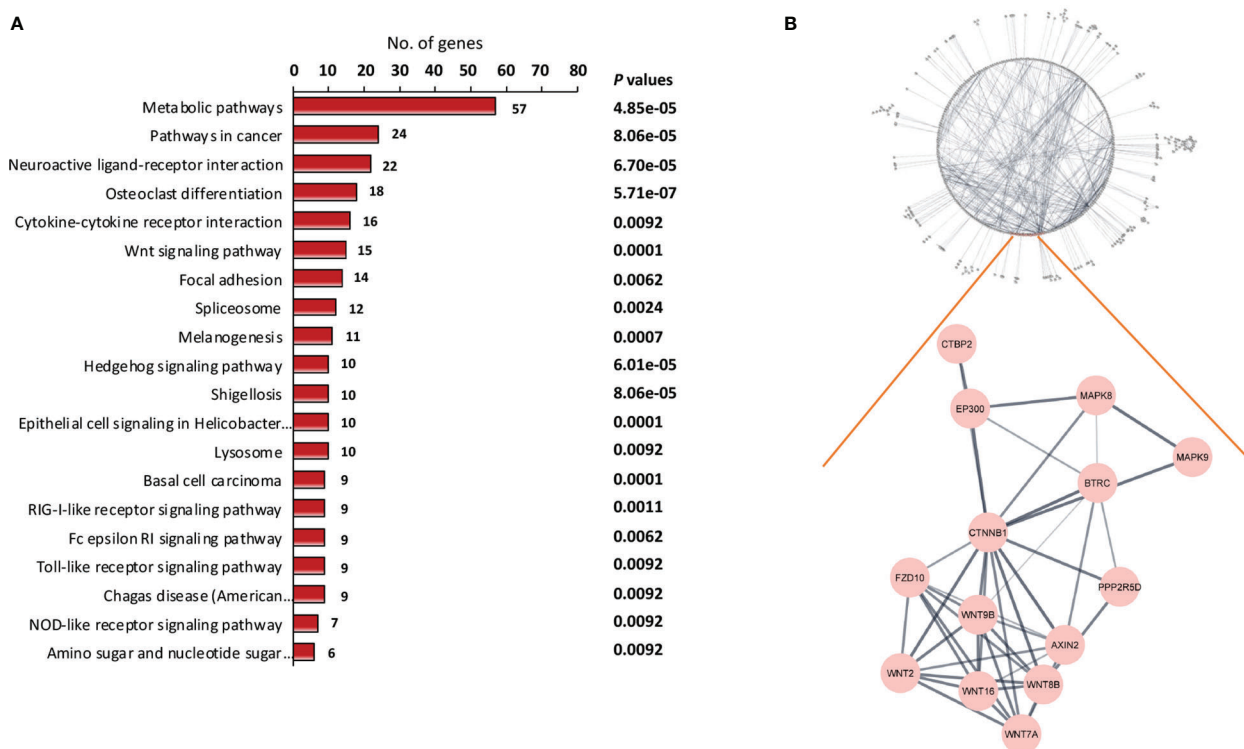 A
B
No. of genes
0 10 20 30 40 50 60 70 80
P values
Metabolic pathways 57 4.85e-05
Pathways in cancer 24 8.06e-05
Neuroactive ligand-receptor interaction 22 6.70e-05
Osteoclast differentiation 18 5.71e-07
Cytokine-cytokine receptor interaction 16 0.0092
Wnt signaling pathway 15 0.0001
Focal adhesion 14 0.0062
Spliceosome 12 0.0024
Melanogenesis 11 0.0007
Hedgehog signaling pathway 10 6.01e-05
Shigellosis 10 8.06e-05
Epithelial cell signaling in Helicobacter... 10 0.0001
Lysosome 10 0.0092
Basal cell carcinoma 9 0.0001
RIG-I-like receptor signaling pathway 9 0.0011
Fc epsilon RI signaling pathway 9 0.0062
Toll-like receptor signaling pathway 9 0.0092
Chagas disease (American... 9 0.0092
NOD-like receptor signaling pathway 7 0.0092
Amino sugar and nucleotide sugar... 6 0.0092
CTBP2
EP300
MAPK8
MAPK9
BTRC
CTNNB1
FZD10
PPP2R5D
WNT9B
AXIN2
WNT2
WNT16
WNT8B
WNT7A